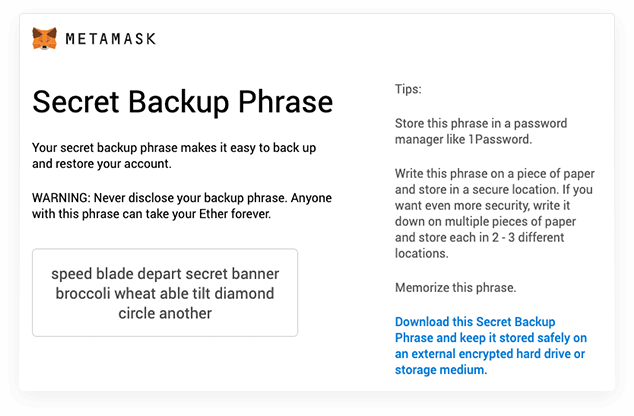 METAMASK
Secret Backup Phrase
Your secret backup phrase makes it easy to back up
and restore your account.
WARNING: Never disclose your backup phrase. Anyone
with this phrase can take your Ether forever.
speed blade depart secret banner
broccoli wheat able tilt diamond
circle another
Tips:
Store this phrase in a password
manager like 1Password.
Write this phrase on a piece of paper
and store in a secure location. If you
want even more security, write it
down on multiple pieces of paper
and store each in 2 - 3 different
locations.
Memorize this phrase.
Download this Secret Backup
Phrase and keep it stored safely on
an external encrypted hard drive or
storage medium.